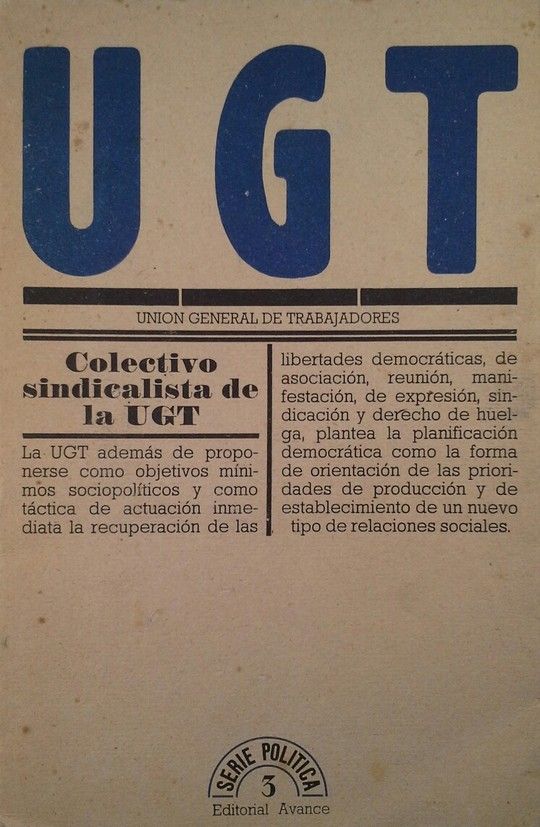 UGT
UNION GENERAL DE TRABAJADORES
Colectivo
sindicalista de
la UGT
La UGT además de propo-
nerse como objetivos míni-
mos sociopolíticos y como
táctica de actuación inme-
diata la recuperación de las
libertades democráticas, de
asociación, reunión, mani-
festación, de expresión, sin-
dicación y derecho de huel-
ga, plantea la planificación
democrática como la forma
de orientación de las priori-
dades de producción y de
establecimiento de un nuevo
tipo de relaciones sociales.
SERIE POLITICA
3
Editorial Avance